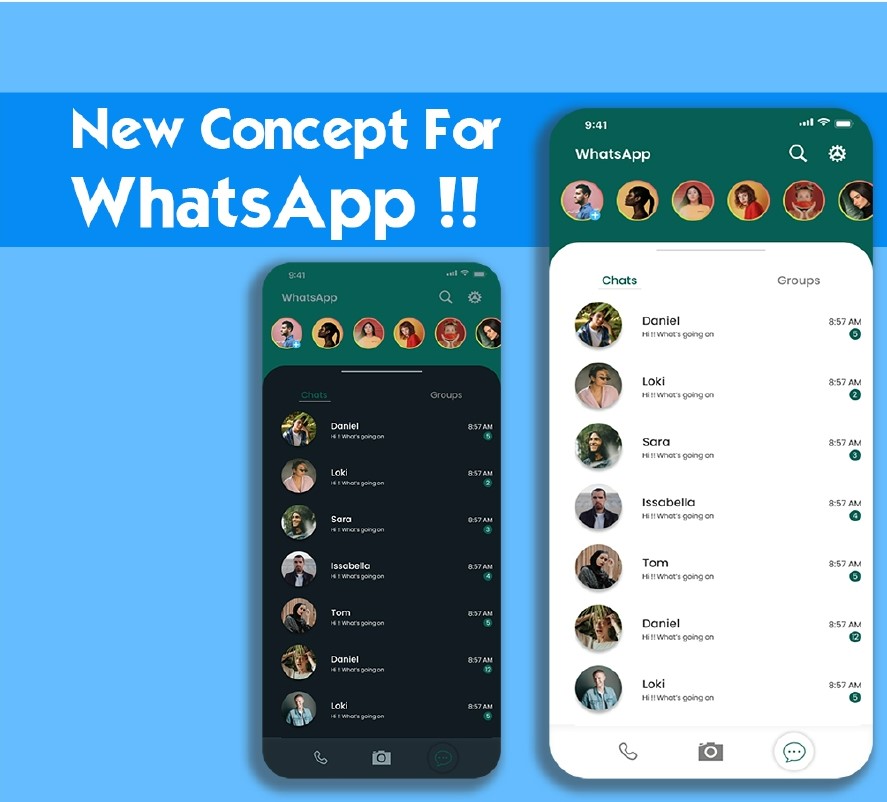 New Concept For
WhatsApp !!
9:41
WhatsApp
Chats Groups
Daniel 8:57 AM
Hi ! What's going on 5
Loki 8:57 AM
Hi ! What's going on 2
Sara 8:57 AM
Hi ! What's going on 3
Issabella 8:57 AM
Hi ! What's going on 4
Tom 8:57 AM
Hi ! What's going on 5
Daniel 8:57 AM
Hi ! What's going on 12
Loki 8:57 AM
Hi ! What's going on 5
9:41
WhatsApp
Chats Groups
Daniel 8:57 AM
Hi !! What's going on 5
Loki 8:57 AM
Hi !! What's going on 2
Sara 8:57 AM
Hi !! What's going on 3
Issabella 8:57 AM
Hi !! What's going on 4
Tom 8:57 AM
Hi !! What's going on 5
Daniel 8:57 AM
Hi !! What's going on 12
Loki 8:57 AM
Hi !! What's going on 5